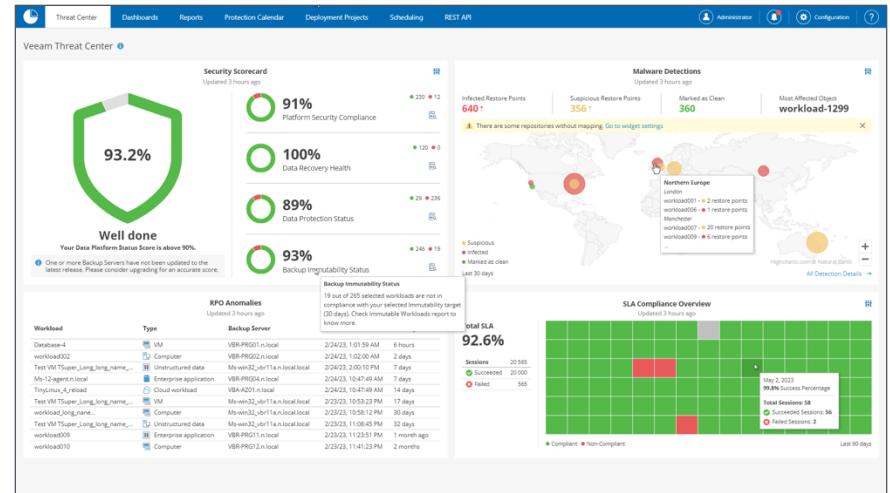 Threat Center Dashboards Reports Protection Calendar Deployment Projects Scheduling REST API Administrator Configuration ?
Veeam Threat Center
Security Scorecard
Updated 3 hours ago
93.2%
Well done
Your Data Platform Status Score is above 90%.
One or more Backup Servers have not been updated to the
latest release. Please consider upgrading for an accurate score.
91%
Platform Security Compliance
230 12
100%
Data Recovery Health
120 0
89%
Data Protection Status
29 236
93%
Backup Immutability Status
246 19
Backup Immutability Status
19 out of 265 selected workloads are not in
compliance with your selected Immutability target
(30 days). Check Immutable Workloads report to
know more.
Malware Detections
Updated 3 hours ago
Infected Restore Points
640↑
Suspicious Restore Points
356↑
Marked as Clean
360
Most Affected Object
workload-1299
There are some repositories without mapping. Go to widget settings
Northern Europe
London
workload001 - 2 restore points
workload006 - 1 restore points
Manchester
workload007 - 20 restore points
workload009 - 6 restore points
...
Suspicious
Infected
Marked as clean
Last 30 days
Highcharts.com © Natural Earth
+
−
All Detection Details
RPO Anomalies
Updated 3 hours ago
Workload Type Backup Server
Database-4 VM VBR-PRG01.n.local 2/24/23, 1:01:59 AM 6 hours
workload002 Computer VBR-PRG02.n.local 2/24/23, 1:02:00 AM 2 days
Test VM TSuper_Long_long_name_... Unstructured data Ms-win32_vbr11a.n.local.local 2/24/23, 2:00:10 PM 7 days
Ms-12-agent.n.local Enterprise application VBR-PRG04.n.local 2/24/23, 10:47:49 AM 7 days
TinyLinux_4_reload Cloud workload VBA-AZ01.n.local 2/24/23, 10:47:49 AM 14 days
Test VM TSuper_Long_long_name_... VM Ms-win32_vbr11a.n.local.local 2/23/23, 10:53:23 PM 17 days
workload_long_nane... Computer Ms-win32_vbr11a.n.local.local 2/23/23, 10:58:12 PM 30 days
Test VM TSuper_Long_long_name_... Unstructured data Ms-win32_vbr11a.n.local.local 2/23/23, 11:08:45 PM 32 days
workload009 Enterprise application VBR-PRG11.n.local 2/23/23, 11:23:51 PM 1 month ago
workload010 Computer VBR-PRG12.n.local 2/23/23, 11:41:23 PM 2 months
SLA Compliance Overview
Updated 3 hours ago
Total SLA
92.6%
Sessions 20 565
Succeeded 20 000
Failed 565
May 2, 2023
99.8% Success Percentage
Total Sessions: 58
Succeeded Sessions: 56
Failed Sessions: 2
Compliant Non-Compliant
Last 90 days